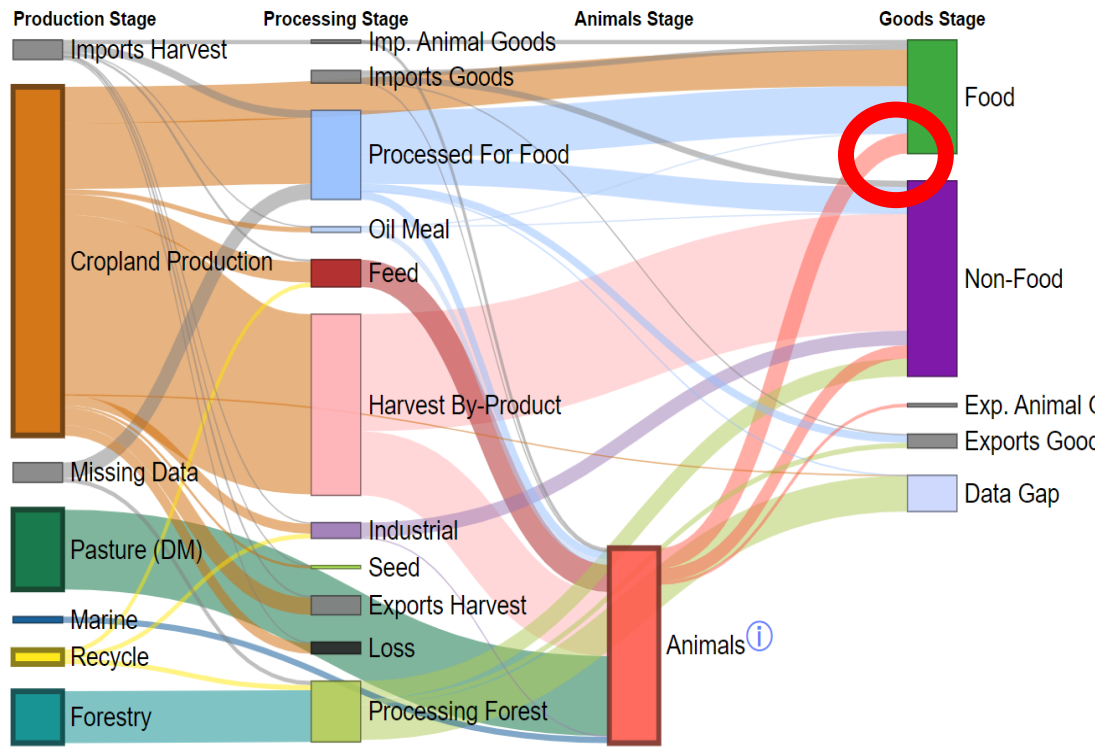 Production Stage
Processing Stage
Animals Stage
Goods Stage
Imports Harvest
Imp. Animal Goods
Imports Goods
Food
Processed For Food
Oil Meal
Cropland Production
Feed
Non-Food
Harvest By-Product
Exp. Animal
Exports Good
Missing Data
Data Gap
Industrial
Pasture (DM)
Seed
Exports Harvest
Marine
Loss
Animals
Recycle
Forestry
Processing Forest